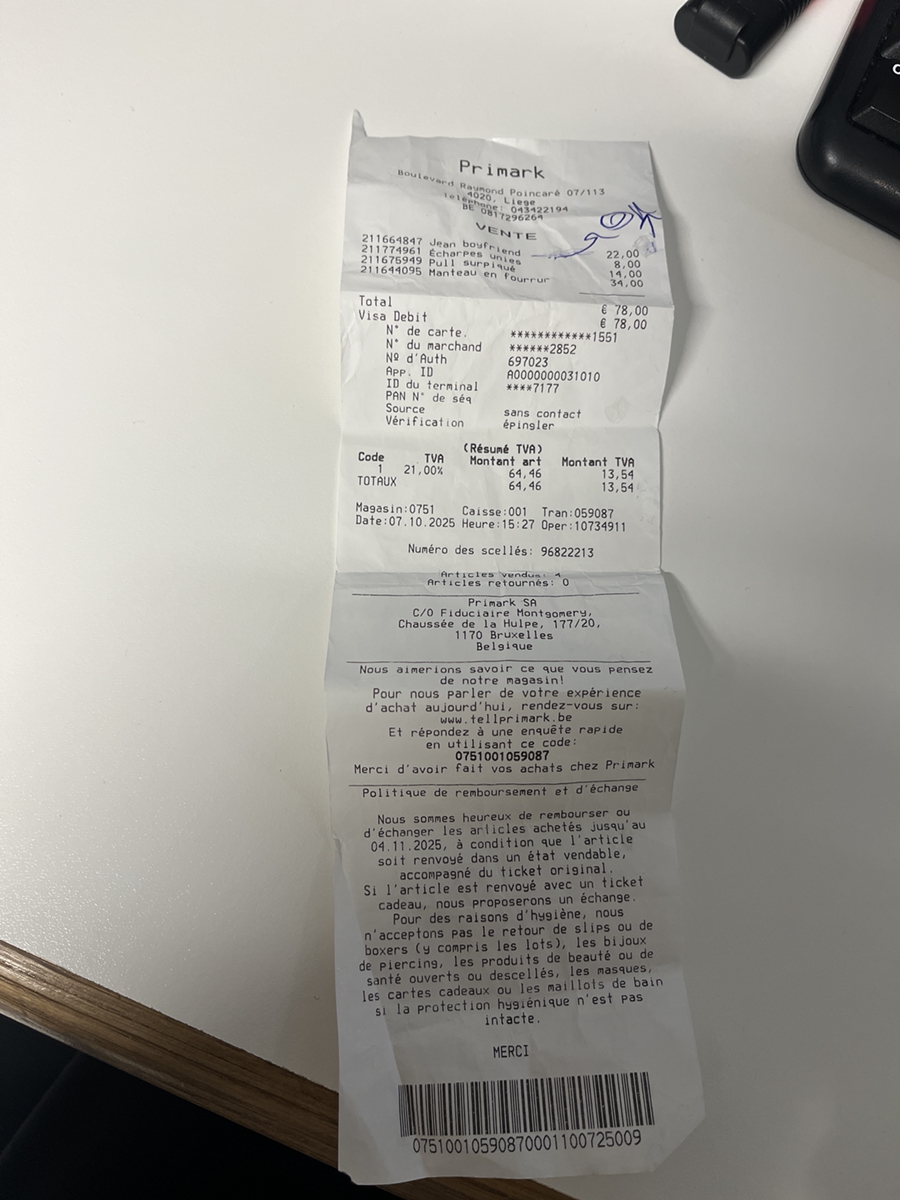 Primark
Boulevard Raymond Poincaré 07/113
4020, Liege
Telephone: 043422194
BE 0817296264
VENTE
211664847 Jean boyfriend 22,00
211774961 Écharpes unies 8,00
211675949 Pull surpiqué 14,00
211644095 Manteau en fourrur 34,00
OK
Total € 78,00
Visa Debit € 78,00
N° de carte. ************1551
N° du marchand ******2852
Nº d'Auth 697023
App. ID A0000000031010
ID du terminal ****7177
PAN N° de séq
Source sans contact
Vérification épingler
(Résumé TVA)
Code TVA Montant art Montant TVA
1 21,00% 64,46 13,54
TOTAUX 64,46 13,54
Magasin:0751 Caisse:001 Tran:059087
Date:07.10.2025 Heure:15:27 Oper:10734911
Numéro des scellés: 96822213
Articles vendus: 4
Articles retournés: 0
Primark SA
C/O Fiduciaire Montgomery,
Chaussée de la Hulpe, 177/20,
1170 Bruxelles
Belgique
Nous aimerions savoir ce que vous pensez
de notre magasin!
Pour nous parler de votre expérience
d'achat aujourd'hui, rendez-vous sur:
www.tellprimark.be
Et répondez à une enquête rapide
en utilisant ce code:
0751001059087
Merci d'avoir fait vos achats chez Primark
Politique de remboursement et d'échange
Nous sommes heureux de rembourser ou
d'échanger les articles achetés jusqu'au
04.11.2025, à condition que l'article
soit renvoyé dans un état vendable,
accompagné du ticket original.
Si l'article est renvoyé avec un ticket
cadeau, nous proposerons un échange.
Pour des raisons d'hygiène, nous
n'acceptons pas le retour de slips ou de
boxers (y compris les lots), les bijoux
de piercing, les produits de beauté ou de
santé ouverts ou descellés, les masques,
les cartes cadeaux ou les maillots de bain
si la protection hygiénique n'est pas
intacte.
MERCI
07510010590870001100725009